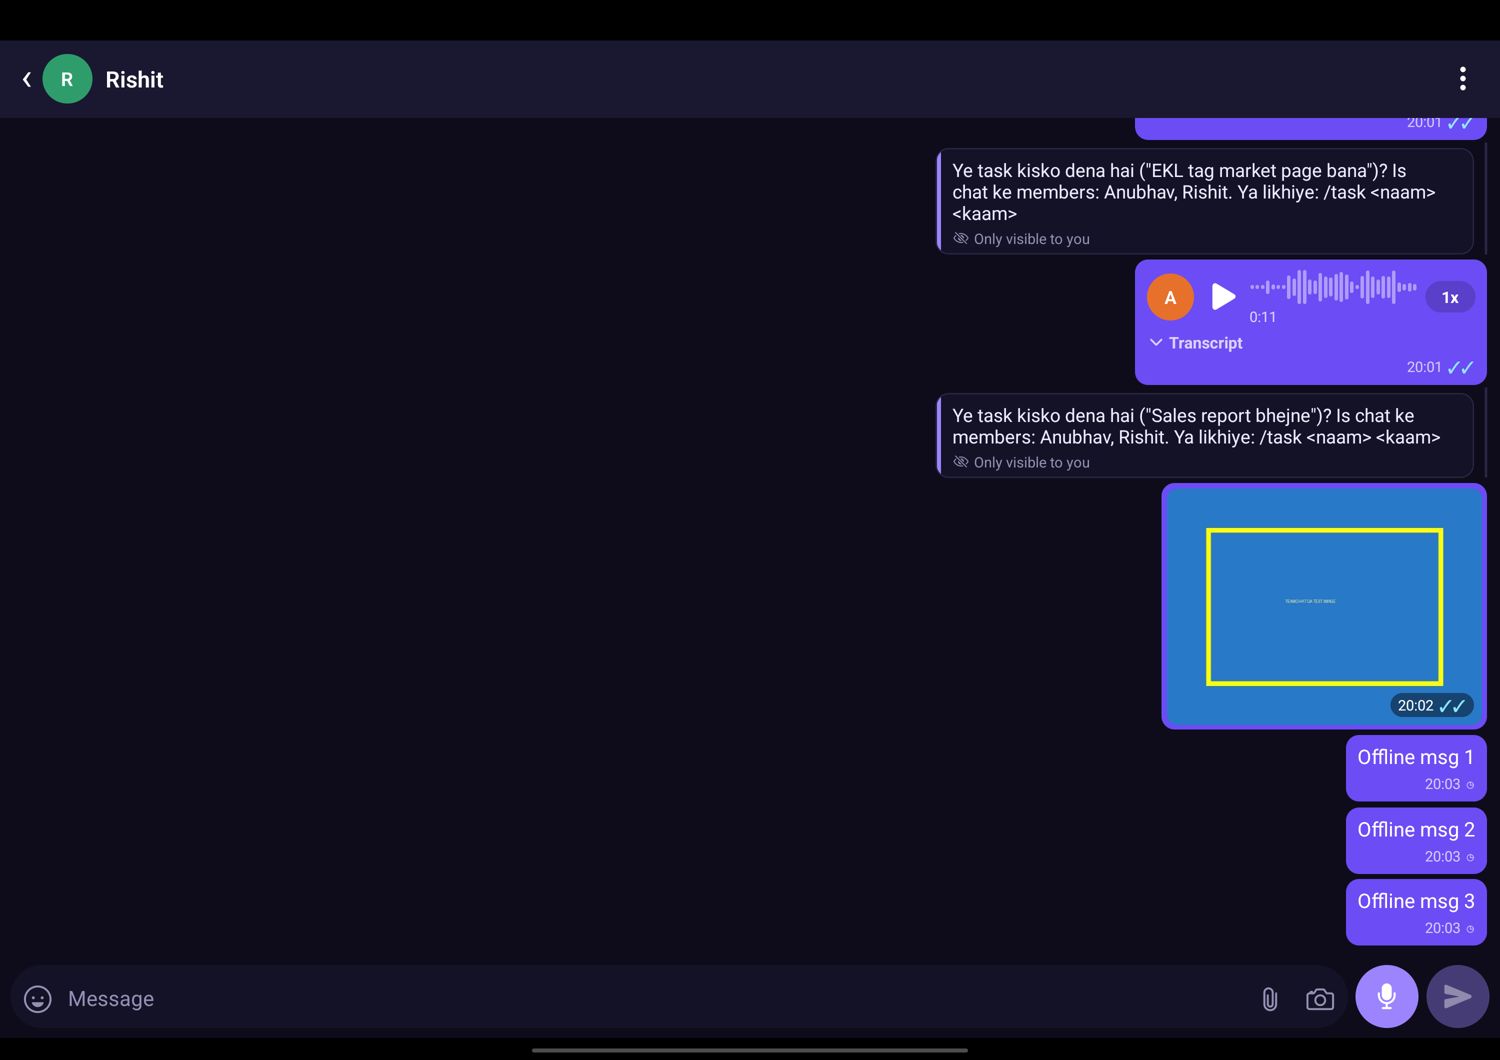 R Rishit
20:01
Ye task kisko dena hai ("EKL tag market page bana")? Is
chat ke members: Anubhav, Rishit. Ya likhiye: /task <naam>
<kaam>
Only visible to you
A 1x
0:11
Transcript
20:01
Ye task kisko dena hai ("Sales report bhejne")? Is chat ke
members: Anubhav, Rishit. Ya likhiye: /task <naam> <kaam>
Only visible to you
TEST IMAGE
20:02
Offline msg 1
20:03
Offline msg 2
20:03
Offline msg 3
20:03
Message